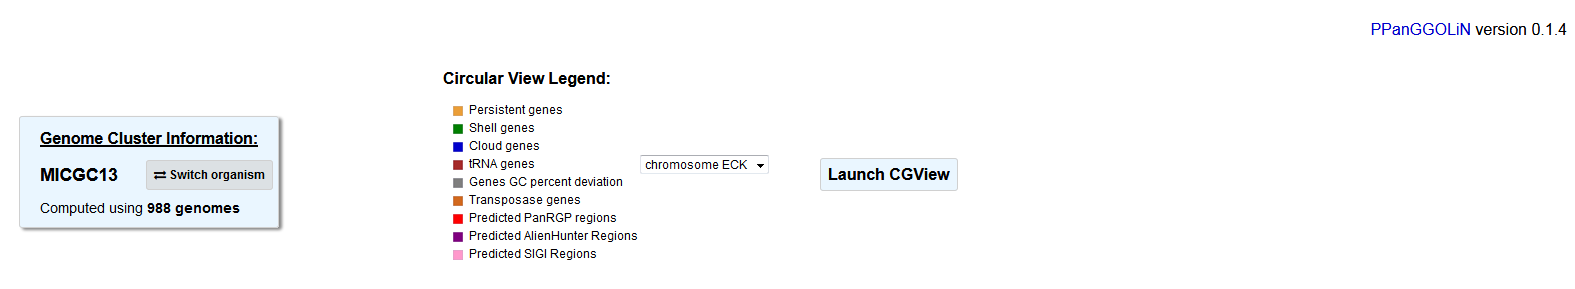 PPanGGOLiN version 0.1.4
Circular View Legend:
Persistent genes
Shell genes
Cloud genes
tRNA genes
Genes GC percent deviation
Transposase genes
Predicted PanRGP regions
Predicted AlienHunter Regions
Predicted SIGI Regions
Genome Cluster Information:
MICGC13
Switch organism
Computed using 988 genomes
chromosome ECK
Launch CGView